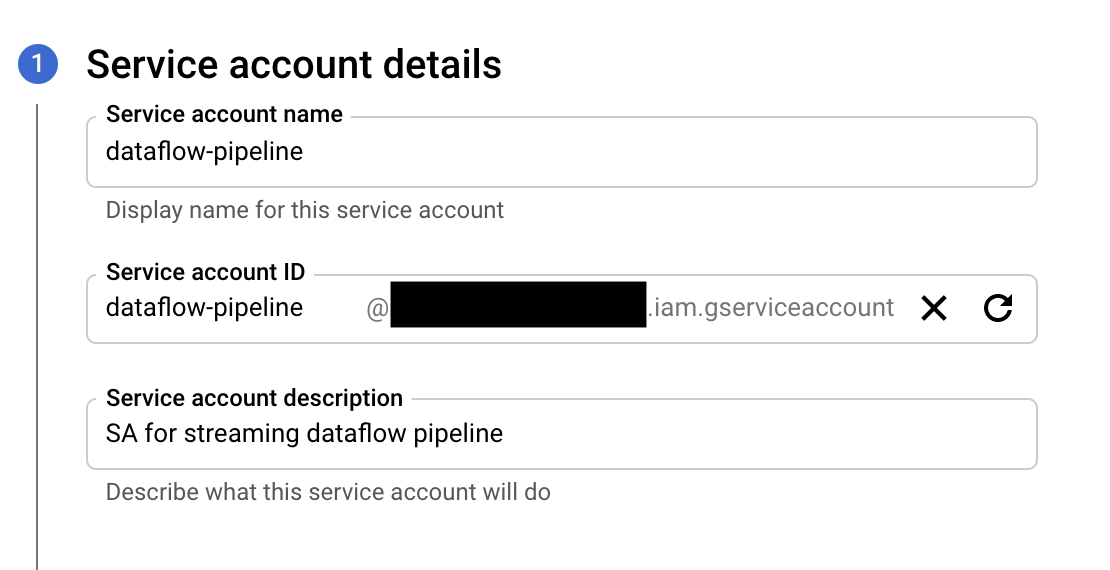 1 Service account details
Service account name
dataflow-pipeline
Display name for this service account
Service account ID
dataflow-pipeline @ .iam.gserviceaccount
Service account description
SA for streaming dataflow pipeline
Describe what this service account will do